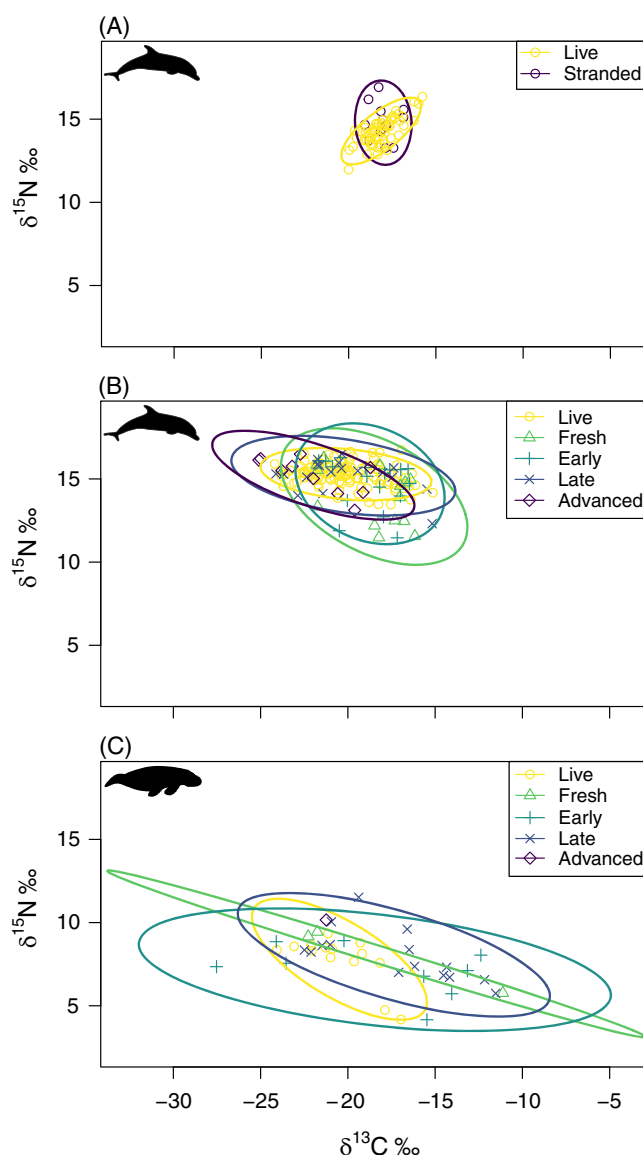 (A)
Live
Stranded
15
10
5
δ15N ‰
(B)
Live
Fresh
Early
Late
Advanced
15
10
5
δ15N ‰
(C)
Live
Fresh
Early
Late
Advanced
15
10
5
δ15N ‰
−30 −25 −20 −15 −10 −5
δ13C ‰